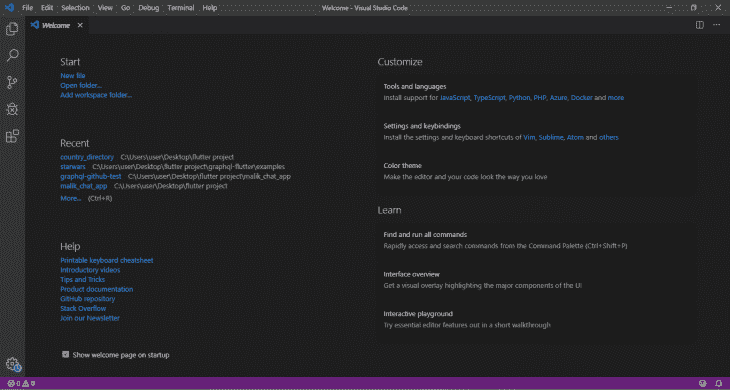 File Edit Selection View Go Debug Terminal Help
Welcome - Visual Studio Code
Welcome
Start
New file
Open folder...
Add workspace folder...
Recent
country_directory C:\Users\user\Desktop\flutter project
starwars C:\Users\user\Desktop\flutter project\graphql-flutter\examples
graphql-github-test C:\Users\user\Desktop\flutter project\malik_chat_app
malik_chat_app C:\Users\user\Desktop\flutter project
More... (Ctrl+R)
Help
Printable keyboard cheatsheet
Introductory videos
Tips and Tricks
Product documentation
GitHub repository
Stack Overflow
Join our Newsletter
Show welcome page on startup
Customize
Tools and languages
Install support for JavaScript, TypeScript, Python, PHP, Azure, Docker and more
Settings and keybindings
Install the settings and keyboard shortcuts of Vim, Sublime, Atom and others
Color theme
Make the editor and your code look the way you love
Learn
Find and run all commands
Rapidly access and search commands from the Command Palette (Ctrl+Shift+P)
Interface overview
Get a visual overlay highlighting the major components of the UI
Interactive playground
Try essential editor features out in a short walkthrough
0 0